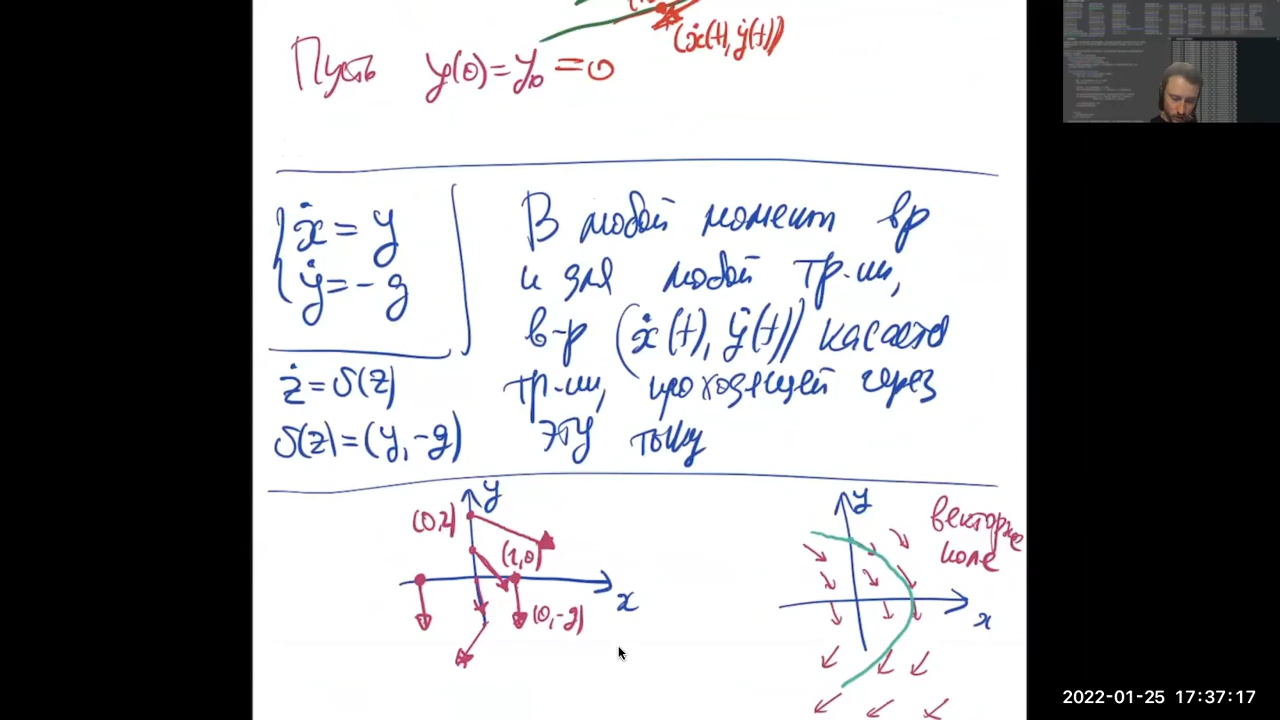 (ẋ(t), ẏ(t))
Пусть y(0) = y₀ = 0
ẋ = y
ẏ = - g
В любой момент вр
и для любой тр-ии,
в-р (ẋ(t), ẏ(t)) касается
тр-ии, проходящей через
эту точку
ż = v(z)
v(z) = (y, -g)
y
(0,2)
(1,0)
(0,-g)
x
y
векторное
поле
x
2022-01-25 17:37:17